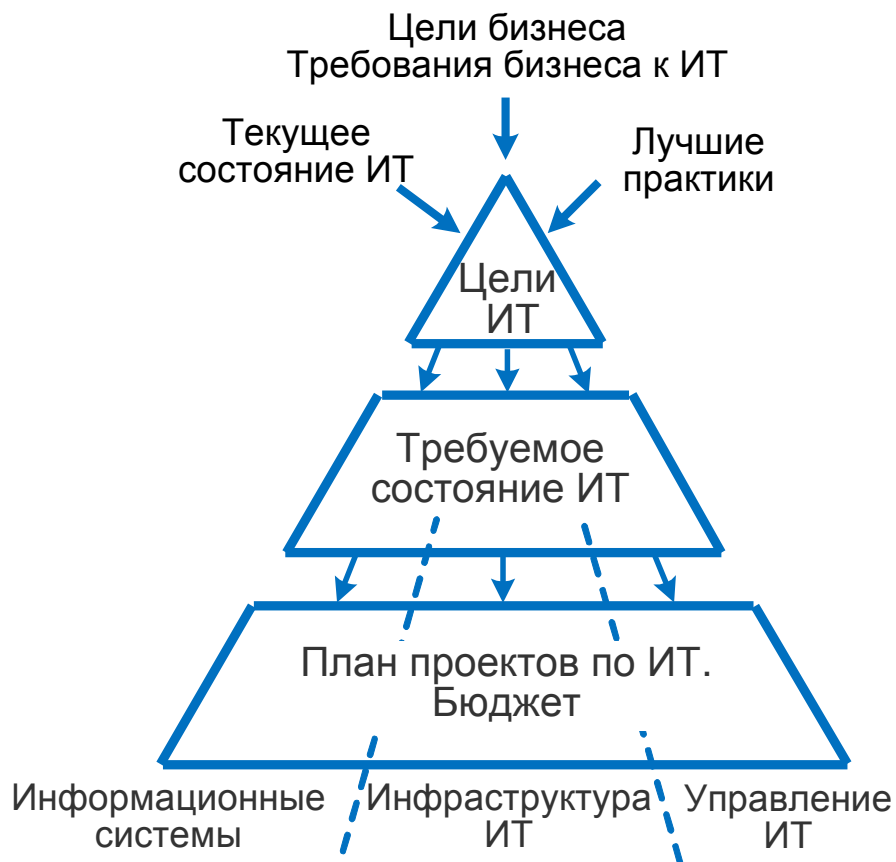 Цели бизнеса
Требования бизнеса к ИТ
Текущее
состояние ИТ
Лучшие
практики
Цели
ИТ
Требуемое
состояние ИТ
План проектов по ИТ.
Бюджет
Информационные
системы
Инфраструктура
ИТ
Управление
ИТ